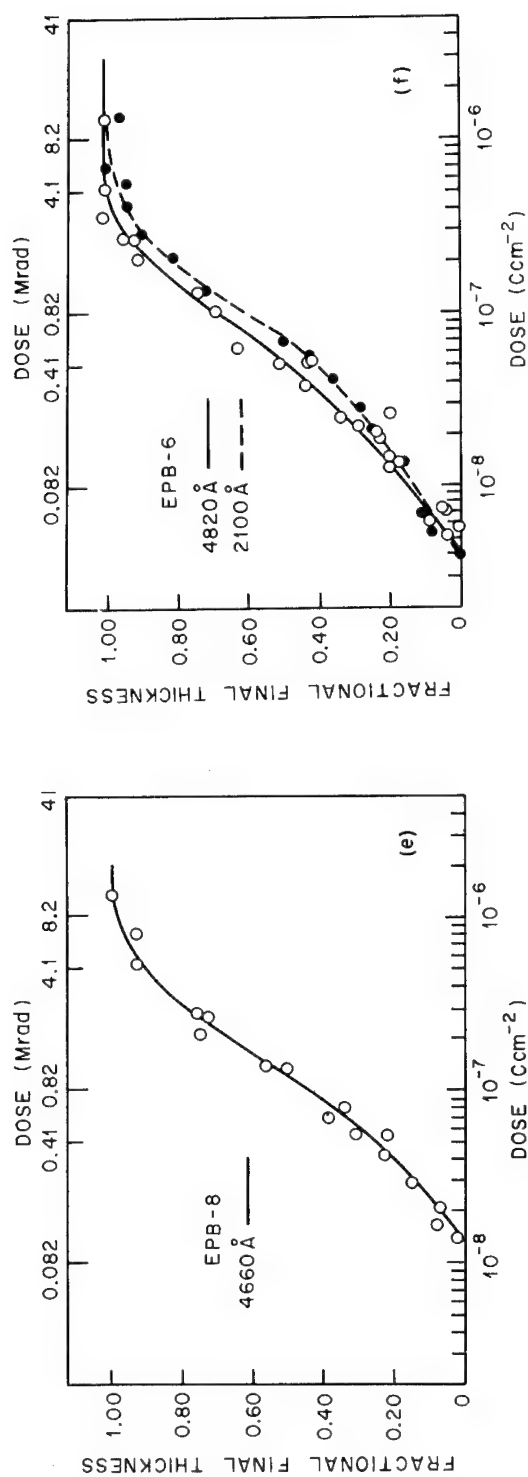 DOSE (Mrad)
0.082 0.41 0.82 4.1 8.2 41
FRACTIONAL FINAL THICKNESS
1.00
0.80
0.60
0.40
0.20
0
EPB-8
4660Å
(e)
10⁻⁸ 10⁻⁷ 10⁻⁶
DOSE (Ccm⁻²)
DOSE (Mrad)
0.082 0.41 0.82 4.1 8.2 41
FRACTIONAL FINAL THICKNESS
1.00
0.80
0.60
0.40
0.20
0
EPB-6
4820Å
2100Å
(f)
10⁻⁸ 10⁻⁷ 10⁻⁶
DOSE (Ccm⁻²)